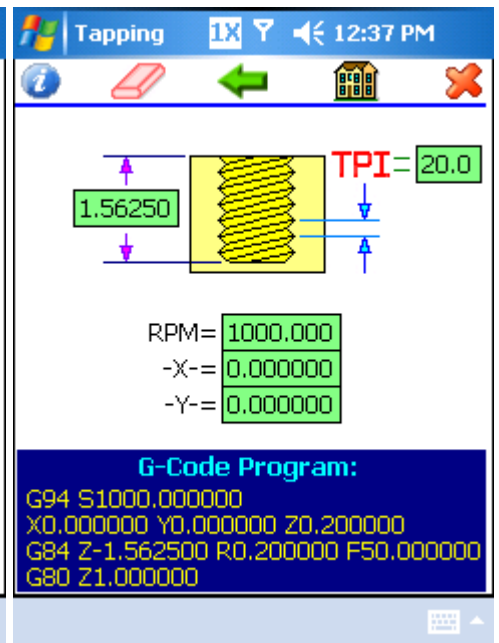 Tapping 1X 12:37 PM
TPI= 20.0
1.56250
RPM= 1000.000
-X-= 0.000000
-Y-= 0.000000
G-Code Program:
G94 S1000.000000
X0.000000 Y0.000000 Z0.200000
G84 Z-1.562500 R0.200000 F50.000000
G80 Z1.000000